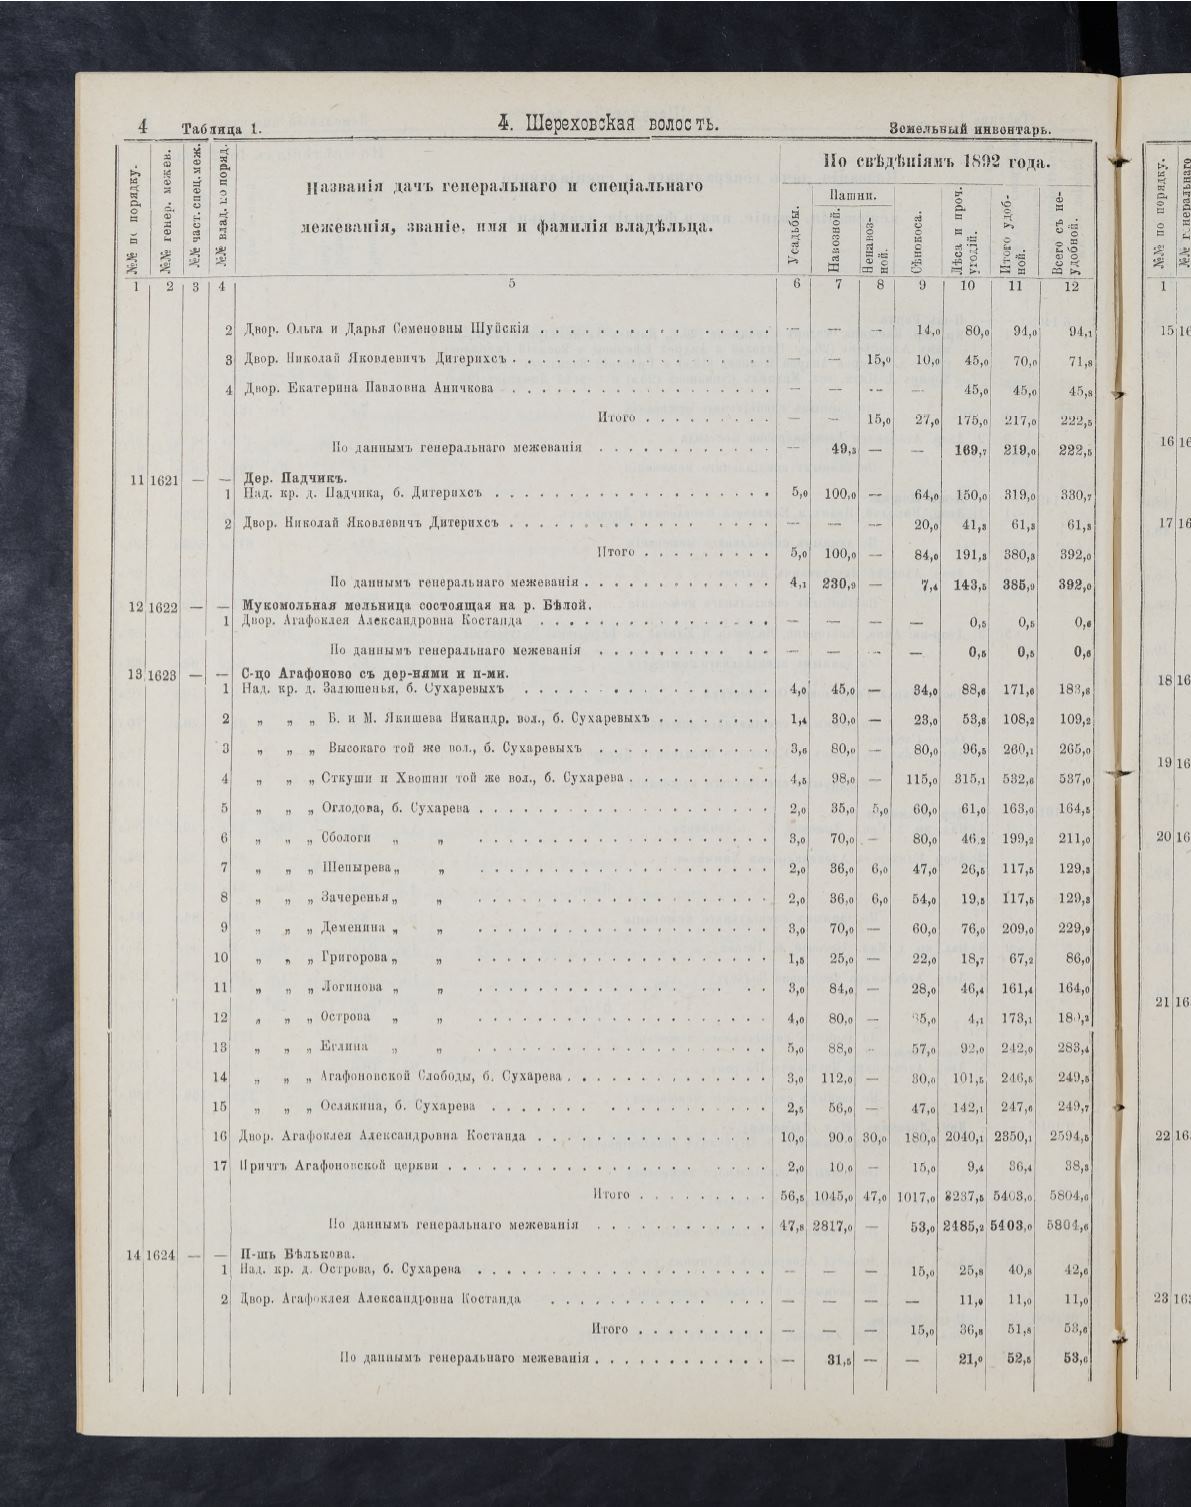 4 Таблица 1. 4. Шереховская волость. Земельный инвентарь.
№№ по порядку. №№ генер. межев. №№ част. спец. меж. №№ влад. по поряд. Названія дачъ генеральнаго и спеціальнаго межеванія, званіе, имя и фамилія владѣльца. По свѣдѣніямъ 1892 года.
Усадьбы. Пашни. Навозной. Ненавозной. Сѣнокоса. Лѣса и проч. угодій. Итого удобной. Всего съ неудобной.
1 2 3 4 5 6 7 8 9 10 11 12
2 Двор. Ольга и Дарья Семеновны Шуйскія — — — 14,0 80,0 94,0 94,1
3 Двор. Николай Яковлевичъ Дитерихсъ — — 15,0 10,0 45,0 70,0 71,8
4 Двор. Екатерина Павловна Аничкова — — — — 45,0 45,0 45,8
Итого — — 15,0 27,0 175,0 217,0 222,5
По даннымъ генеральнаго межеванія — 49,3 — — 169,7 219,0 222,5
11 1621 — — Дер. Падчикъ.
1 Над. кр. д. Падчика, б. Дитерихсъ 5,0 100,0 — 64,0 150,0 319,0 330,7
2 Двор. Николай Яковлевичъ Дитерихсъ — — — 20,0 41,3 61,3 61,3
Итого 5,0 100,0 — 84,0 191,3 380,3 392,0
По даннымъ генеральнаго межеванія 4,1 230,9 — 7,4 143,5 385,9 392,0
12 1622 — — Мукомольная мельница состоящая на р. Бѣлой.
1 Двор. Агафоклея Александровна Костанда — — — — 0,5 0,5 0,6
По даннымъ генеральнаго межеванія — — — — 0,5 0,5 0,6
13 1623 — — С-цо Агафоново съ дер-нями и п-ми.
1 Над. кр. д. Залюшенья, б. Сухаревыхъ 4,0 45,0 — 34,0 88,6 171,6 183,8
2 „ „ „ Б. и М. Якишева Никандр. вол., б. Сухаревыхъ 1,4 30,0 — 23,0 53,8 108,2 109,2
3 „ „ „ Высокаго той же вол., б. Сухаревыхъ 3,6 80,0 — 80,0 96,5 260,1 265,0
4 „ „ „ Сткуши и Хвошни той же вол., б. Сухарева 4,5 98,0 — 115,0 315,1 532,6 537,0
5 „ „ „ Оглодова, б. Сухарева 2,0 35,0 5,0 60,0 61,0 163,0 164,5
6 „ „ „ Сбологи „ „ 3,0 70,0 — 80,0 46,2 199,2 211,0
7 „ „ „ Шепырева „ „ 2,0 36,0 6,0 47,0 26,5 117,5 129,3
8 „ „ „ Зачеренья „ „ 2,0 36,0 6,0 54,0 19,5 117,5 129,3
9 „ „ „ Деменина „ „ 3,0 70,0 — 60,0 76,0 209,0 229,9
10 „ „ „ Григорова „ „ 1,5 25,0 — 22,0 18,7 67,2 86,0
11 „ „ „ Логинова „ „ 3,0 84,0 — 28,0 46,4 161,4 164,0
12 „ „ „ Острова „ „ 4,0 80,0 — 4,1 173,1
13 „ „ „ Еглина „ „ 5,0 88,0 — 57,0 92,0 242,0 283,4
14 „ „ „ Агафоновской Слободы, б. Сухарева 3,0 112,0 — 30,0 101,5 246,5 249,5
15 „ „ „ Ослякина, б. Сухарева 2,5 56,0 — 47,0 142,1 247,6 249,7
16 Двор. Агафоклея Александровна Костанда 10,0 90,0 30,0 180,0 2040,1 2350,1 2594,5
17 Причтъ Агафоновской церкви 2,0 10,0 — 15,0 9,4 36,4 38,3
Итого 56,5 1045,0 47,0 1017,0 3237,5 5403,0 5804,6
По даннымъ генеральнаго межеванія 47,8 2817,0 — 53,0 2485,2 5403,0 5804,6
14 1624 — — П-шь Бѣлькова.
1 Над. кр. д. Острова, б. Сухарева — — — 15,0 25,8 40,8 42,6
2 Двор. Агафоклея Александровна Костанда — — — — 11,0 11,0 11,0
Итого — — — 15,0 36,8 51,8 53,6
По даннымъ генеральнаго межеванія — 31,5 — — 21,0 52,5 53,6
№№ по порядку.
1
15 16
16 16
17 16
18 16
19 16
20 16
21 16
22 16
23 16